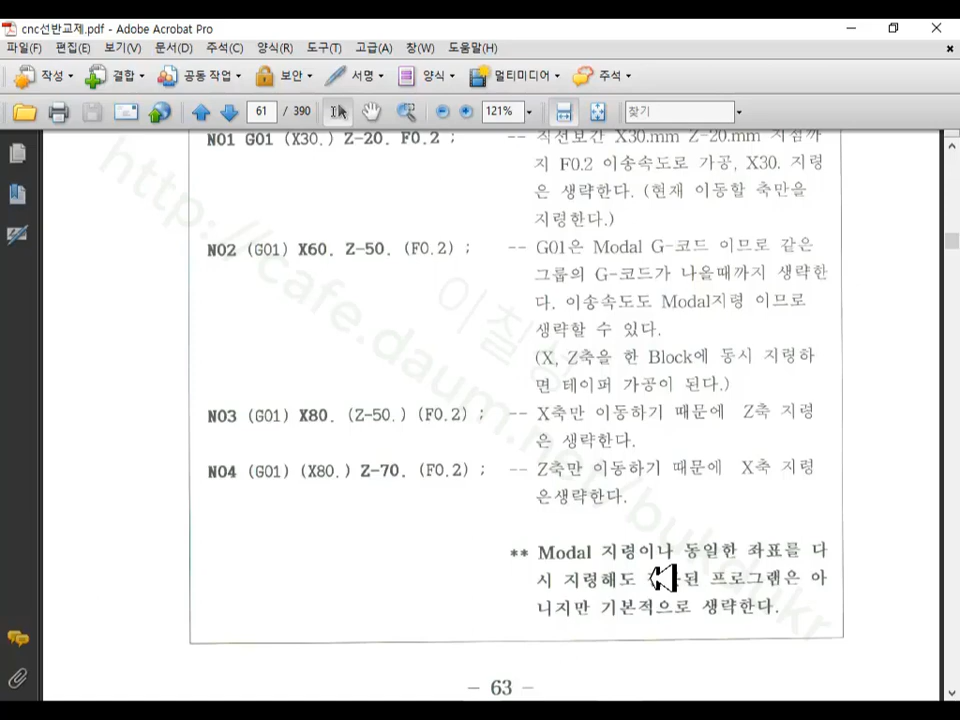 cnc선반교제.pdf - Adobe Acrobat Pro
파일(F) 편집(E) 보기(V) 문서(D) 주석(C) 양식(R) 도구(T) 고급(A) 창(W) 도움말(H)
작성 결합 공동 작업 보안 서명 양식 멀티미디어 주석
61 / 390 121% 찾기
N01 G01 (X30.) Z-20. F0.2 ; -- 직선보간 X30.mm Z-20.mm 지점까
지 F0.2 이송속도로 가공, X30. 지령
은 생략한다. (현재 이동할 축만을
지령한다.)
N02 (G01) X60. Z-50. (F0.2) ; -- G01은 Modal G-코드 이므로 같은
그룹의 G-코드가 나올때까지 생략한
다. 이송속도도 Modal지령 이므로
생략할 수 있다.
(X, Z축을 한 Block에 동시 지령하
면 테이퍼 가공이 된다.)
N03 (G01) X80. (Z-50.) (F0.2) ; -- X축만 이동하기 때문에 Z축 지령
은 생략한다.
N04 (G01) (X80.) Z-70. (F0.2) ; -- Z축만 이동하기 때문에 X축 지령
은생략한다.
** Modal 지령이나 동일한 좌표를 다
시 지령해도 된 프로그램은 아
니지만 기본적으로 생략한다.
- 63 -
http://cafe.daum.net/bukdukr
이칠성